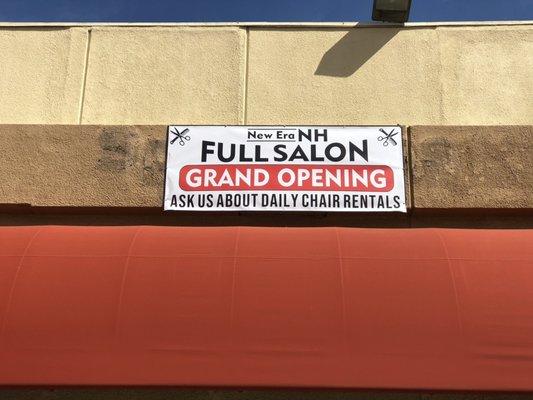 New Era NH
FULL SALON
GRAND OPENING
ASK US ABOUT DAILY CHAIR RENTALS